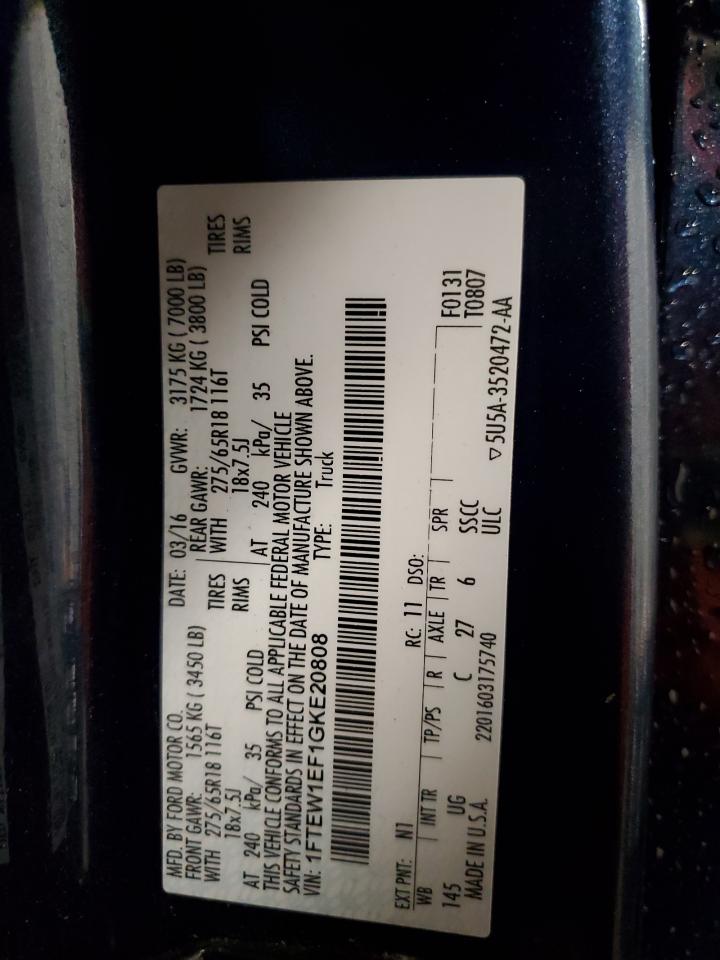 MFD. BY FORD MOTOR CO. DATE: 03/16 GVWR: 3175 KG ( 7000 LB)
FRONT GAWR: 1565 KG ( 3450 LB) REAR GAWR: 1724 KG ( 3800 LB)
WITH 275/65R18 116T TIRES WITH 275/65R18 116T TIRES
18x7.5J RIMS 18x7.5J RIMS
AT 240 kPa/ 35 PSI COLD AT 240 kPa/ 35 PSI COLD
THIS VEHICLE CONFORMS TO ALL APPLICABLE FEDERAL MOTOR VEHICLE
SAFETY STANDARDS IN EFFECT ON THE DATE OF MANUFACTURE SHOWN ABOVE.
VIN: 1FTEW1EF1GKE20808 TYPE: Truck
EXT PNT: N1 RC: 11 DSO: F0131
WB INT TR TP/PS R AXLE TR SPR T0807
145 UG C 27 6 SSCC
MADE IN U.S.A. 2201603175740 ULC ▽5U5A-3520472-AA